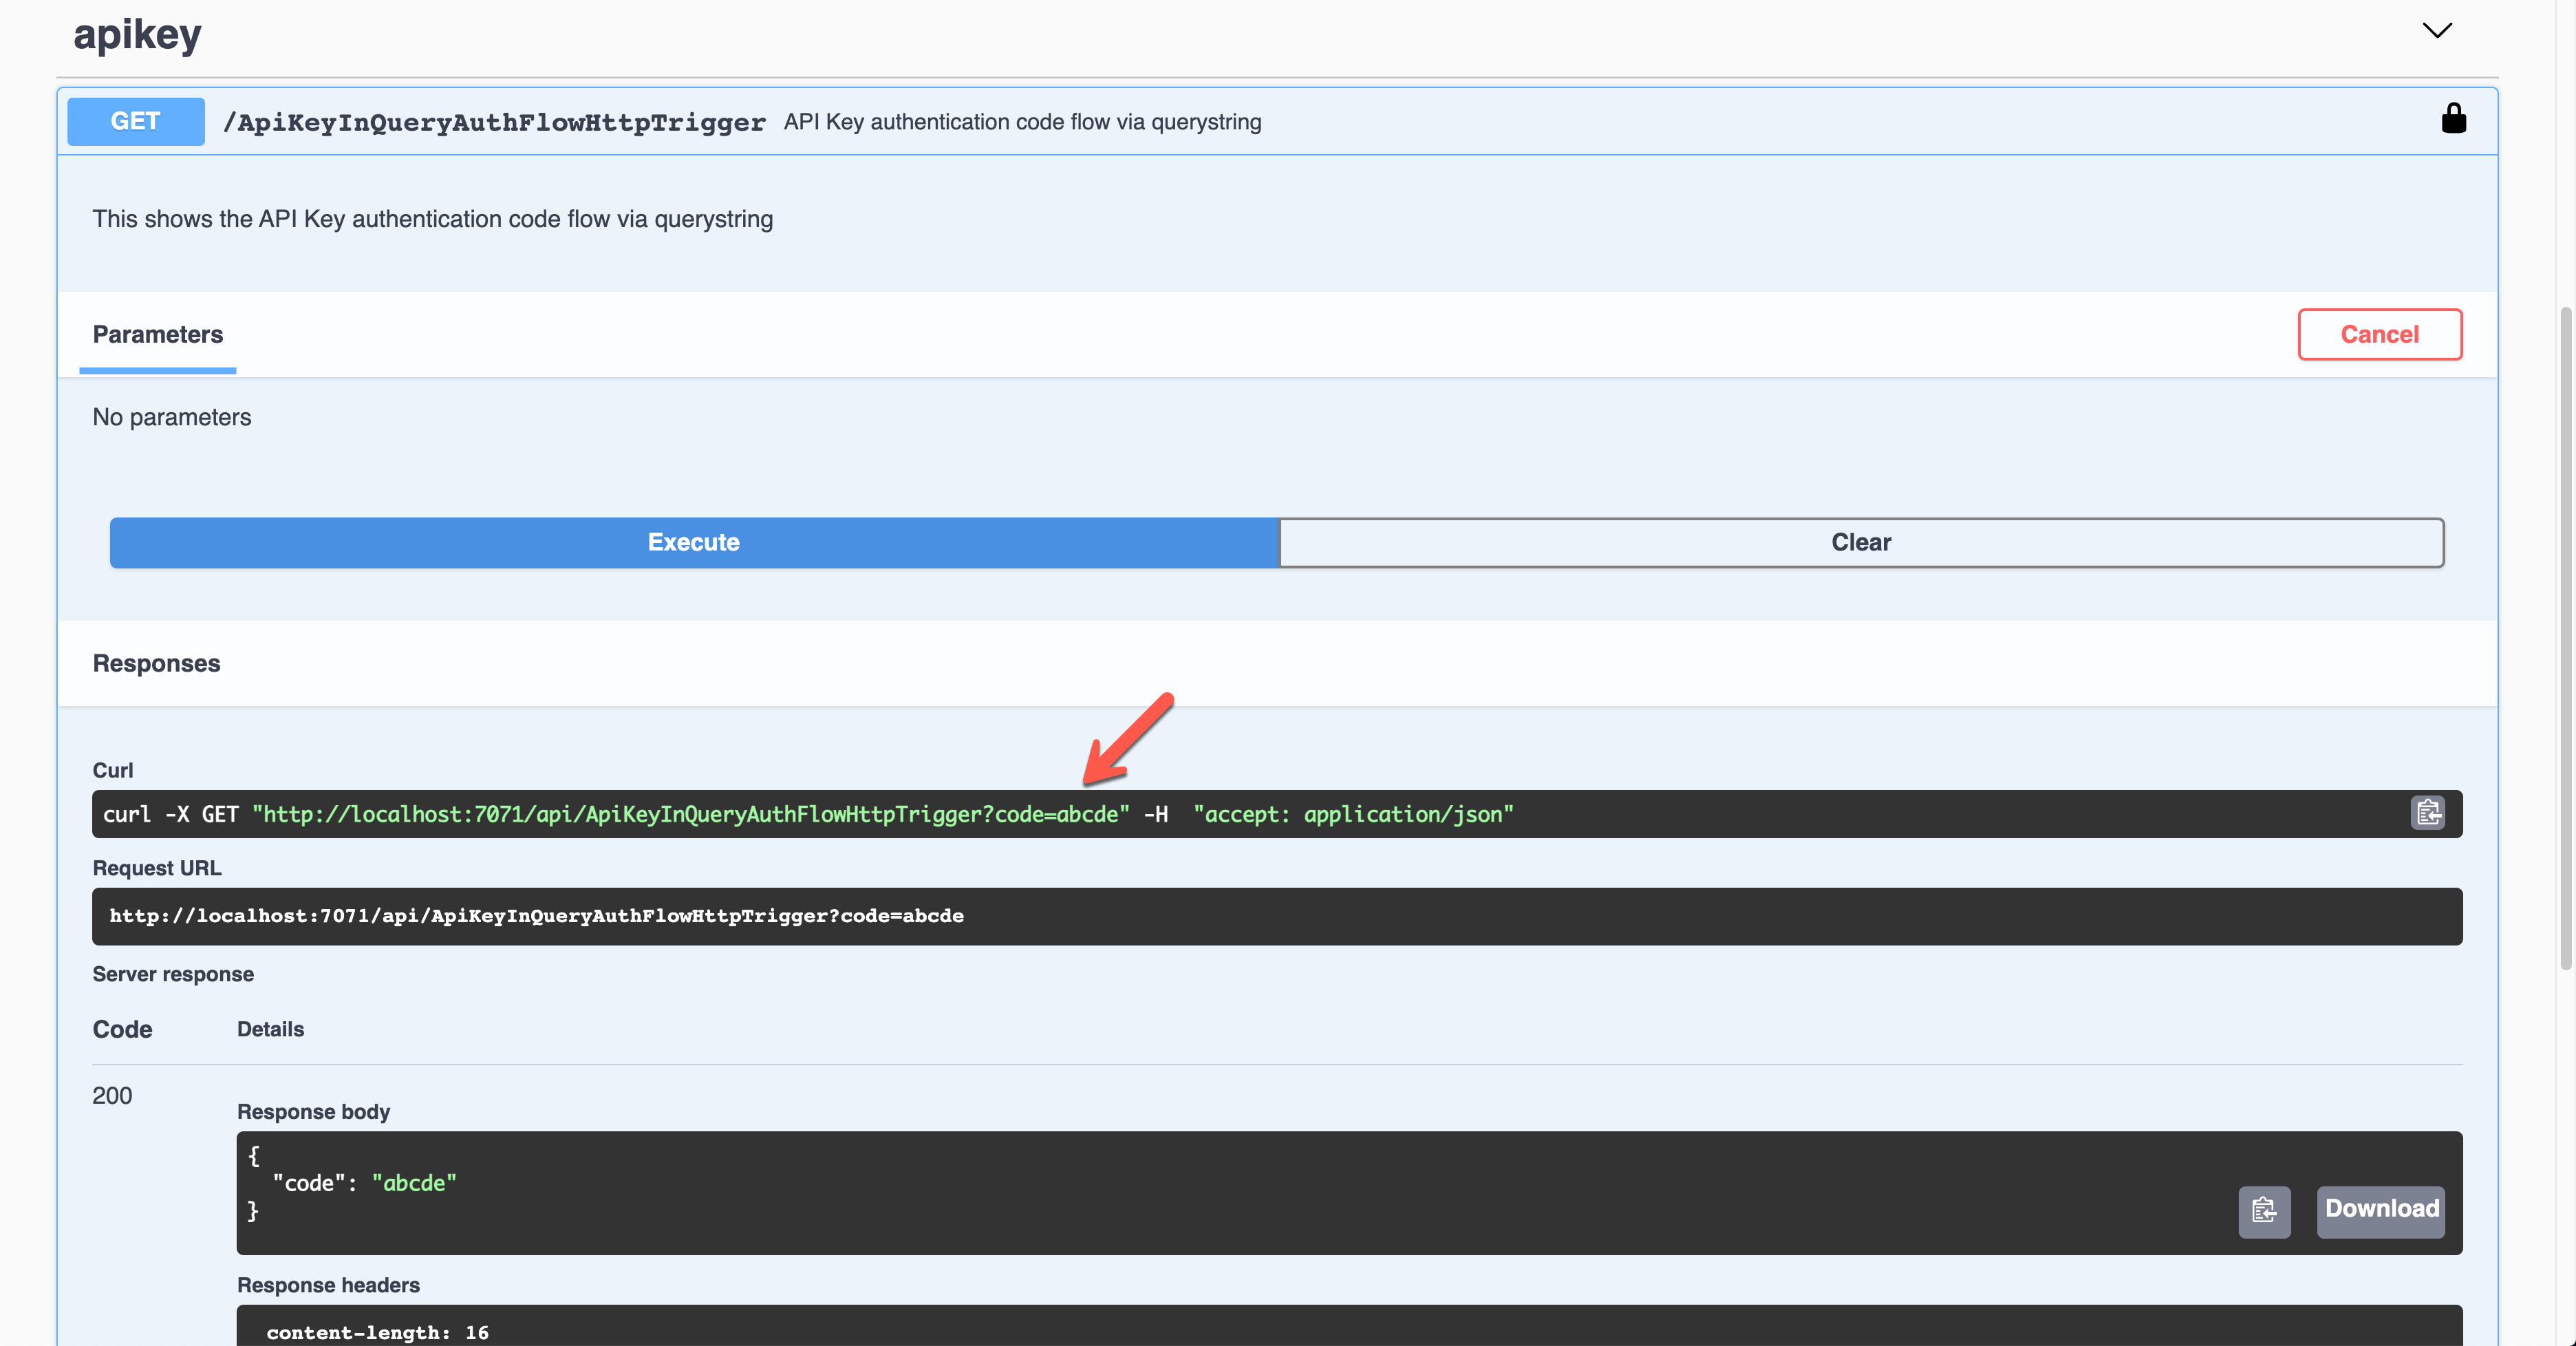 apikey
GET /ApiKeyInQueryAuthFlowHttpTrigger API Key authentication code flow via querystring
This shows the API Key authentication code flow via querystring
Parameters Cancel
No parameters
Execute Clear
Responses
Curl
curl -X GET "http://localhost:7071/api/ApiKeyInQueryAuthFlowHttpTrigger?code=abcde" -H  "accept: application/json"
Request URL
http://localhost:7071/api/ApiKeyInQueryAuthFlowHttpTrigger?code=abcde
Server response
Code Details
200
Response body
{
"code": "abcde"
}
Download
Response headers
content-length: 16